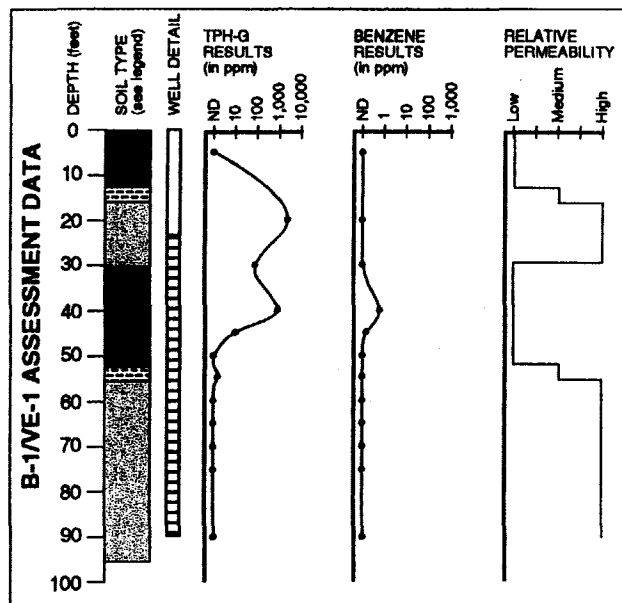 B-1/VE-1 ASSESSMENT DATA
DEPTH (feet)
SOIL TYPE
(see legend)
WELL DETAIL
TPH-G
RESULTS
(in ppm)
ND
10
100
1,000
10,000
BENZENE
RESULTS
(in ppm)
ND
1
10
100
1,000
RELATIVE
PERMEABILITY
Low
Medium
High
0
10
20
30
40
50
60
70
80
90
100